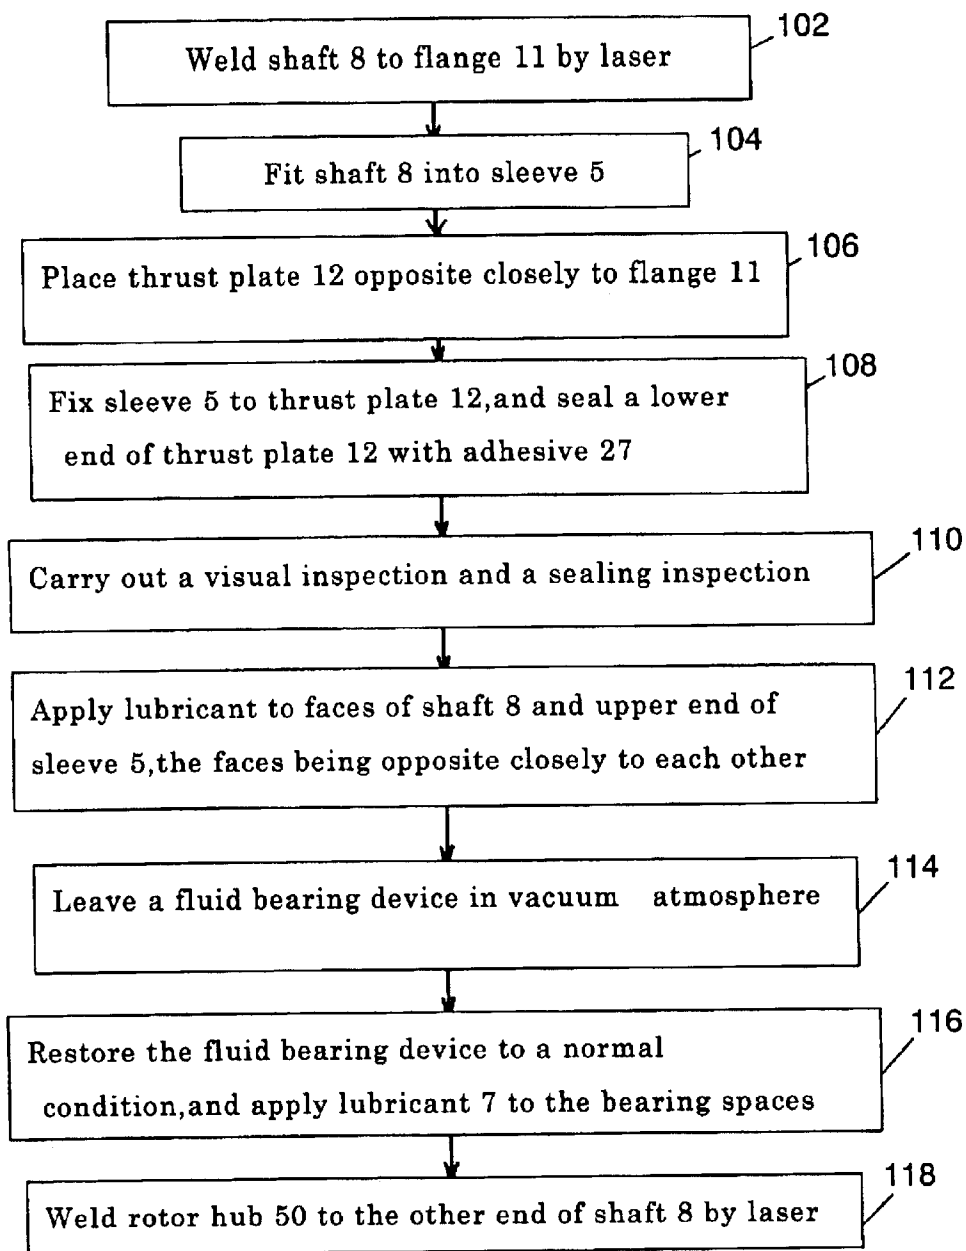 Weld shaft 8 to flange 11 by laser
102
Fit shaft 8 into sleeve 5
104
Place thrust plate 12 opposite closely to flange 11
106
Fix sleeve 5 to thrust plate 12,and seal a lower
end of thrust plate 12 with adhesive 27
108
Carry out a visual inspection and a sealing inspection
110
Apply lubricant to faces of shaft 8 and upper end of
sleeve 5,the faces being opposite closely to each other
112
Leave a fluid bearing device in vacuum atmosphere
114
Restore the fluid bearing device to a normal
condition,and apply lubricant 7 to the bearing spaces
116
Weld rotor hub 50 to the other end of shaft 8 by laser
118